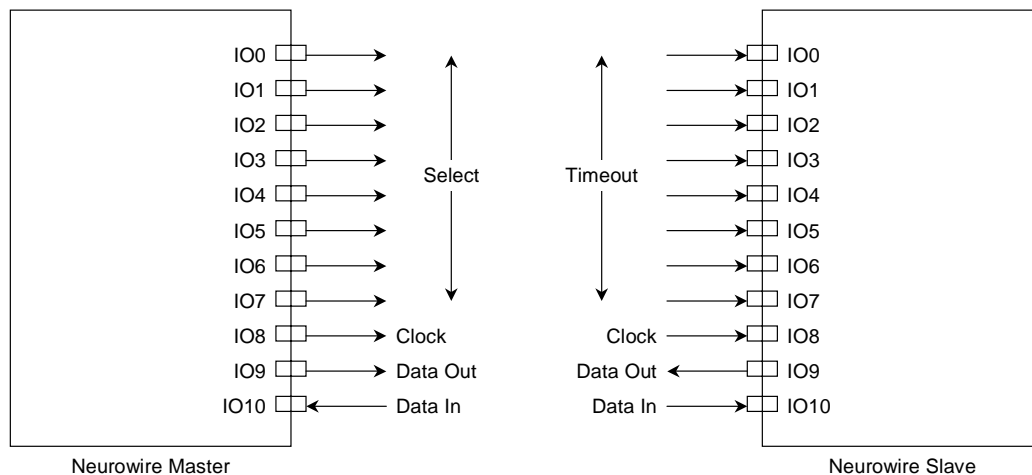 IO0
IO1
IO2
IO3
IO4
IO5
IO6
IO7
IO8
IO9
IO10
Select
Clock
Data Out
Data In
Neurowire Master
Timeout
Clock
Data Out
Data In
IO0
IO1
IO2
IO3
IO4
IO5
IO6
IO7
IO8
IO9
IO10
Neurowire Slave